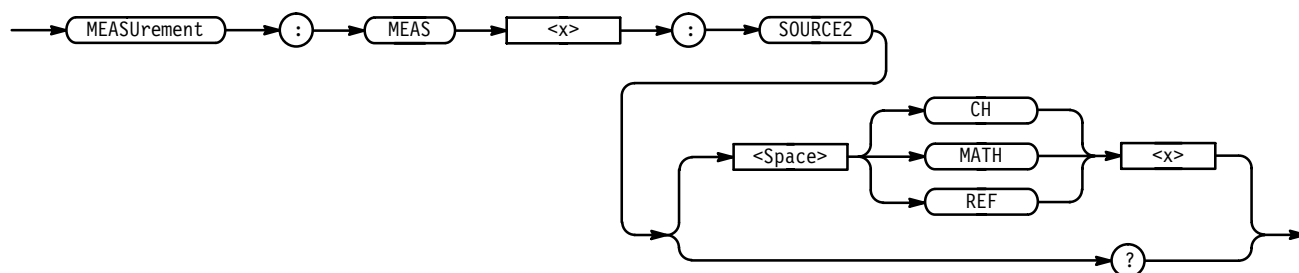 MEASUrement : MEAS <x> : SOURCE2
CH
<Space> MATH <x>
REF
?